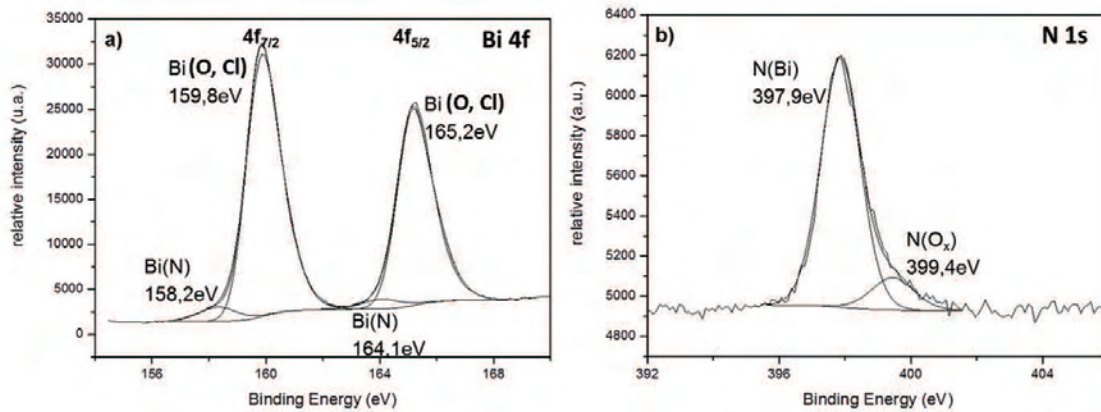 a)
4f7/2
4f5/2
Bi 4f
Bi (O, Cl)
159,8eV
Bi (O, Cl)
165,2eV
Bi(N)
158,2eV
Bi(N)
164,1eV
relative intensity (u.a.)
35000
30000
25000
20000
15000
10000
5000
0
156
160
164
168
Binding Energy (eV)
b)
N 1s
N(Bi)
397,9eV
N(Ox)
399,4eV
relative intensity (a.u.)
6400
6200
6000
5800
5600
5400
5200
5000
4800
4600
392
396
400
404
Binding Energy (eV)